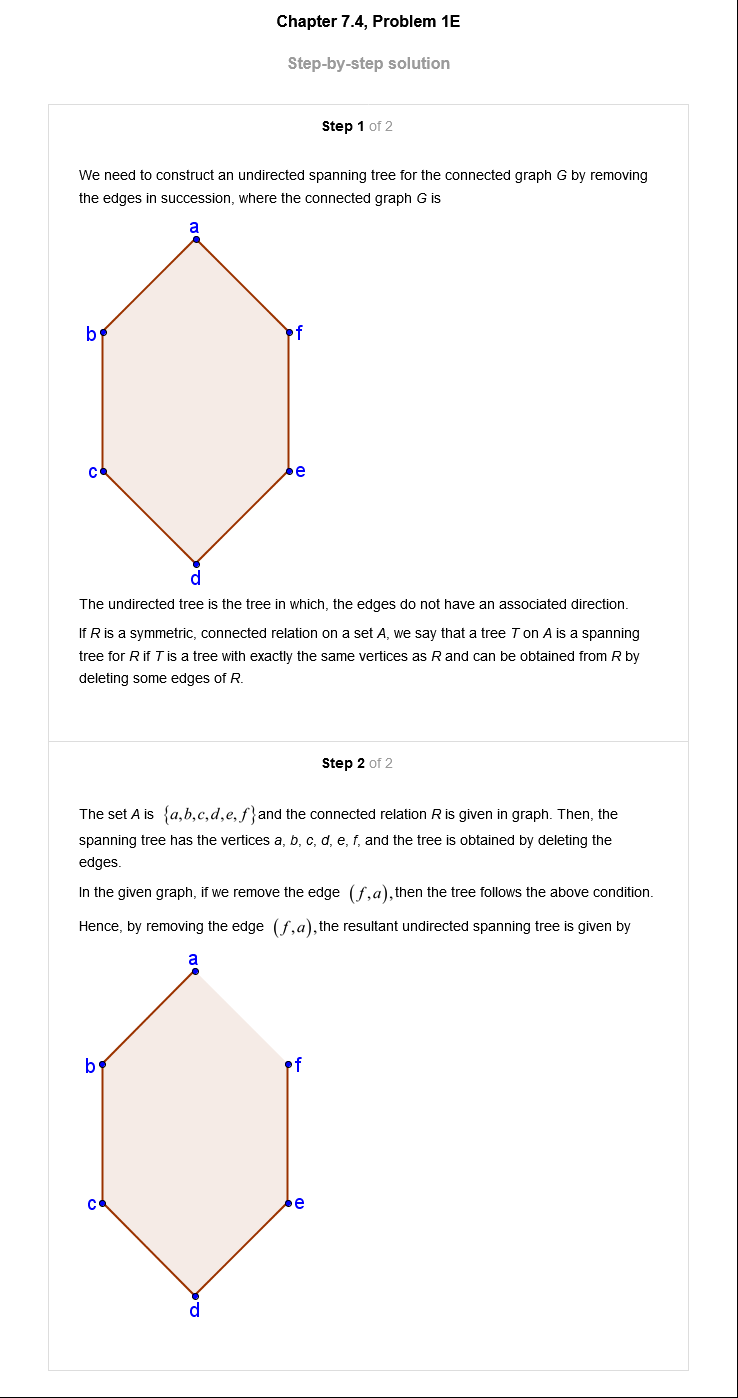 Chapter 7.4, Problem 1E
Step-by-step solution
Step 1 of 2
We need to construct an undirected spanning tree for the connected graph G by removing
the edges in succession, where the connected graph G is
a
b
f
c
e
d
The undirected tree is the tree in which, the edges do not have an associated direction.
If R is a symmetric, connected relation on a set A, we say that a tree T on A is a spanning
tree for R if T is a tree with exactly the same vertices as R and can be obtained from R by
deleting some edges of R.
Step 2 of 2
The set A is {a,b,c,d,e,f} and the connected relation R is given in graph. Then, the
spanning tree has the vertices a, b, c, d, e, f, and the tree is obtained by deleting the
edges.
In the given graph, if we remove the edge (f,a), then the tree follows the above condition.
Hence, by removing the edge (f,a), the resultant undirected spanning tree is given by
a
b
f
c
e
d